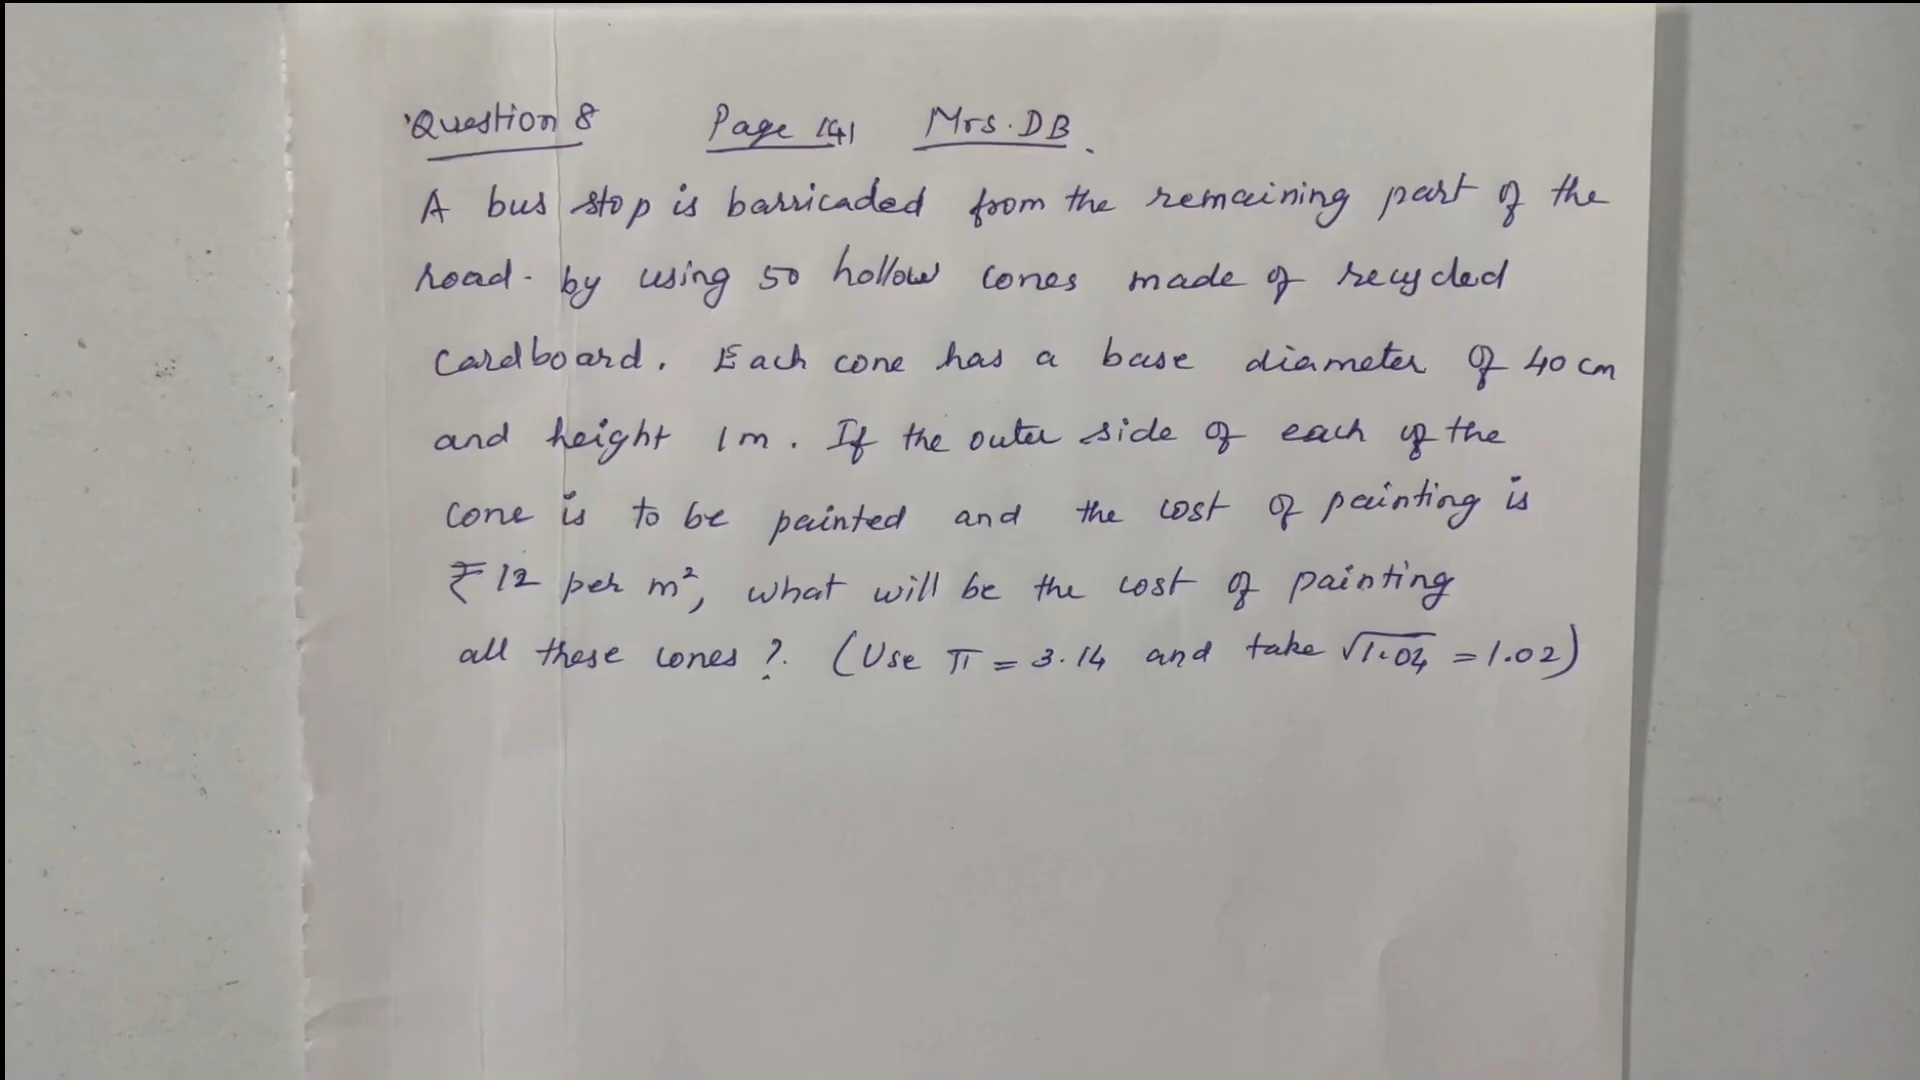 Question 8 Page 141 Mrs. DB.
A bus stop is barricaded from the remaining part of the
road. by using 50 hollow cones made of recycled
cardboard. Each cone has a base diameter of 40 cm
and height 1m. If the outer side of each of the
cone is to be painted and the cost of painting is
₹12 per m², what will be the cost of painting
all these cones?. (Use π = 3.14 and take √1.04 = 1.02)